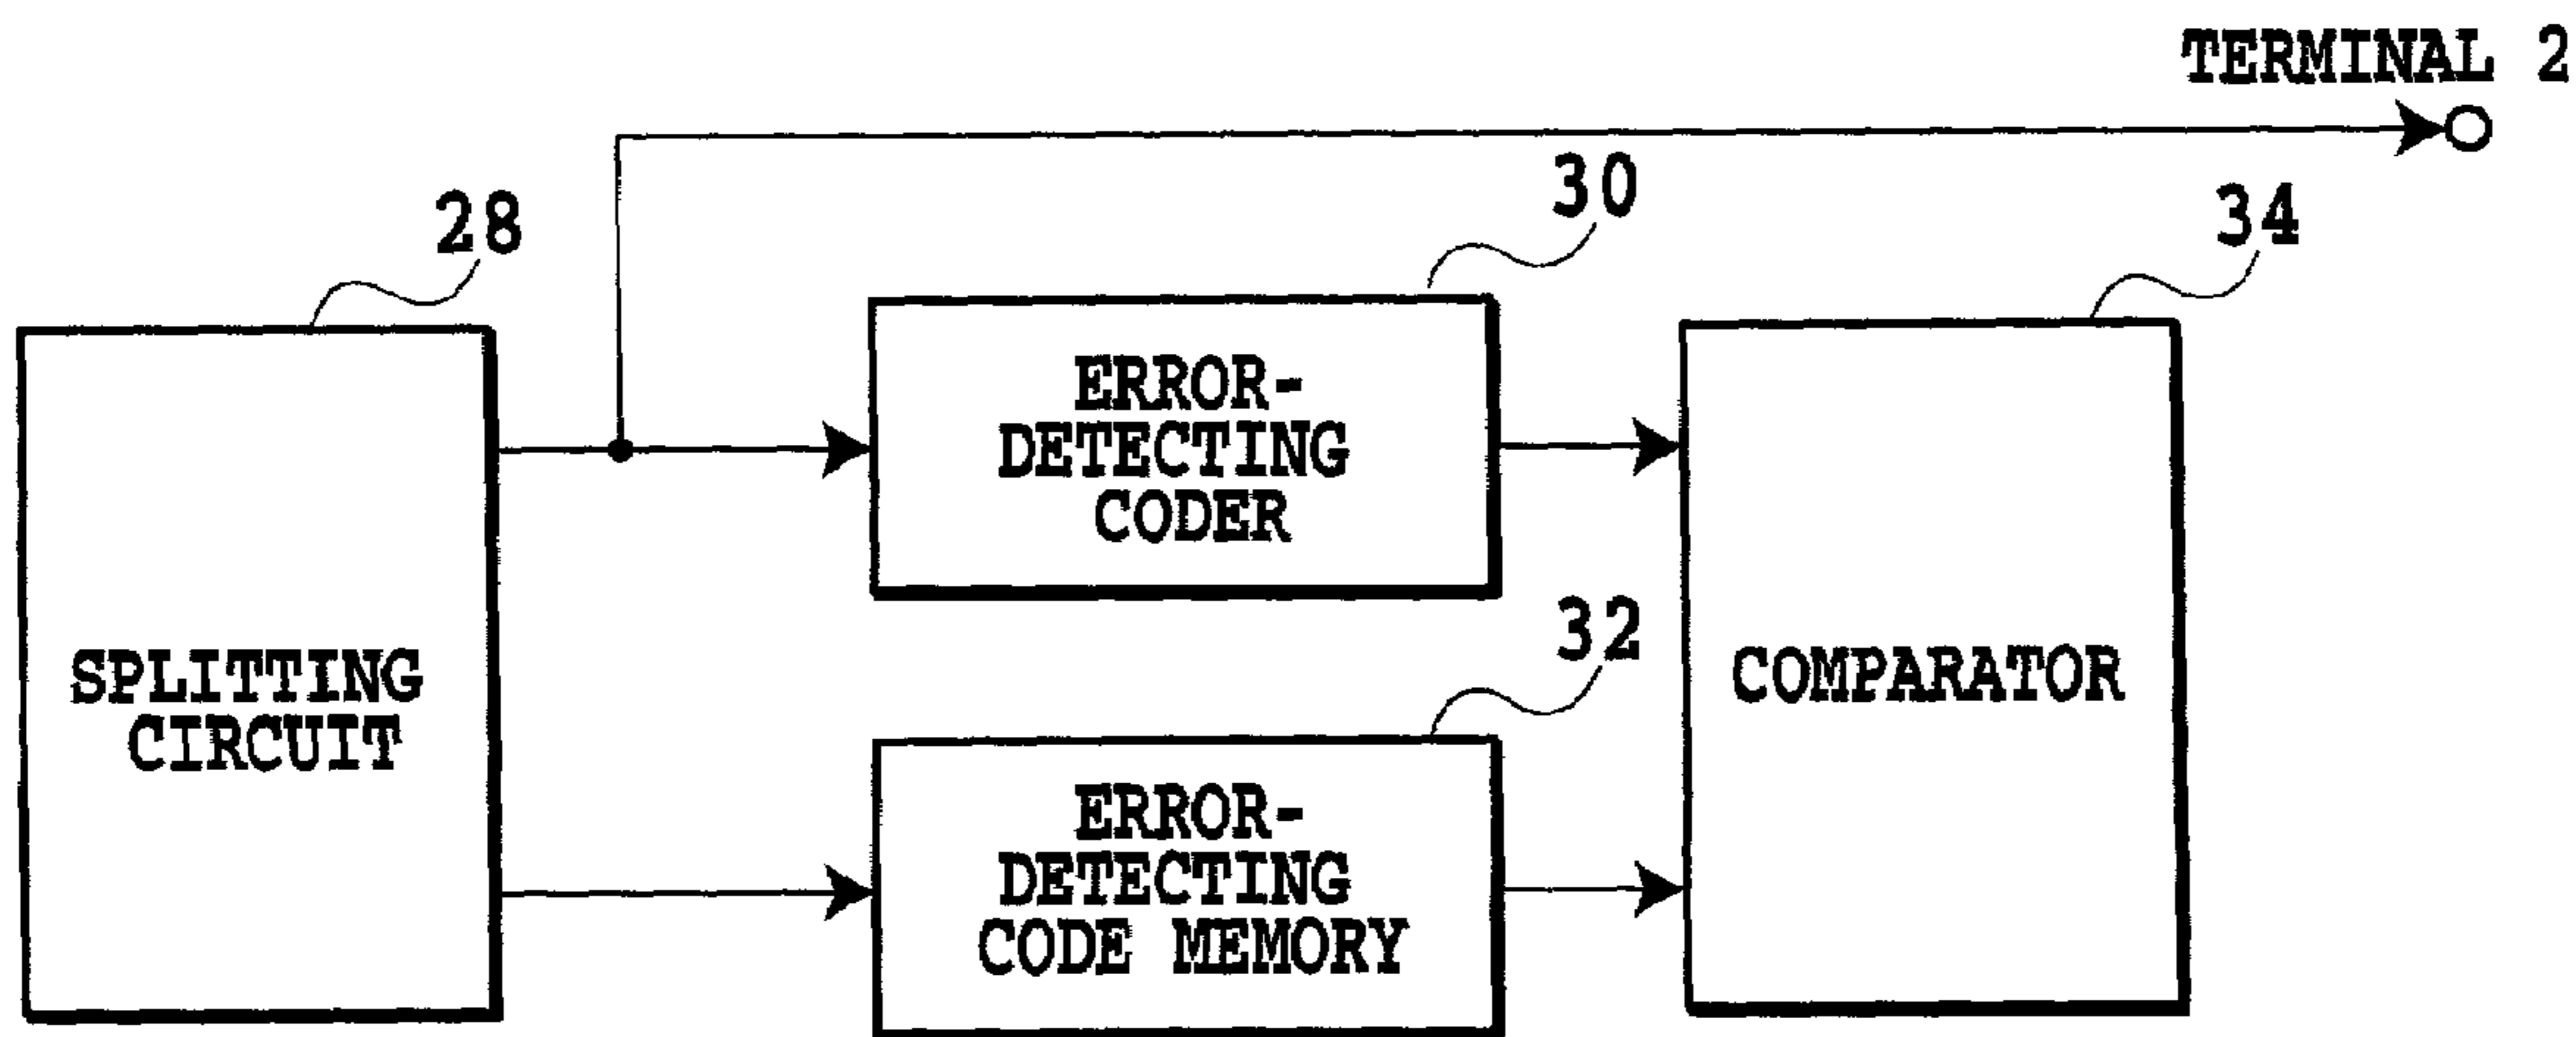 TERMINAL 2
28
30
34
ERROR-
DETECTING
CODER
SPLITTING
CIRCUIT
32
COMPARATOR
ERROR-
DETECTING
CODE MEMORY